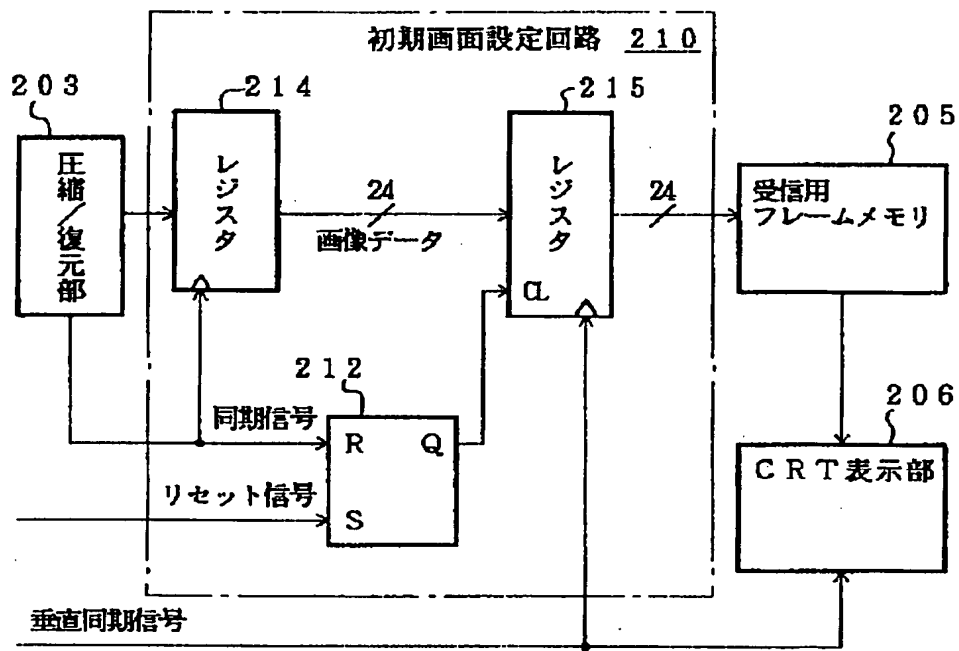 初期画面設定回路 210
203
214
215
205
圧縮/復元部
レジスタ
24
画像データ
レジスタ
CL
24
受信用
フレームメモリ
212
206
同期信号
R Q
リセット信号
S
CRT表示部
垂直同期信号